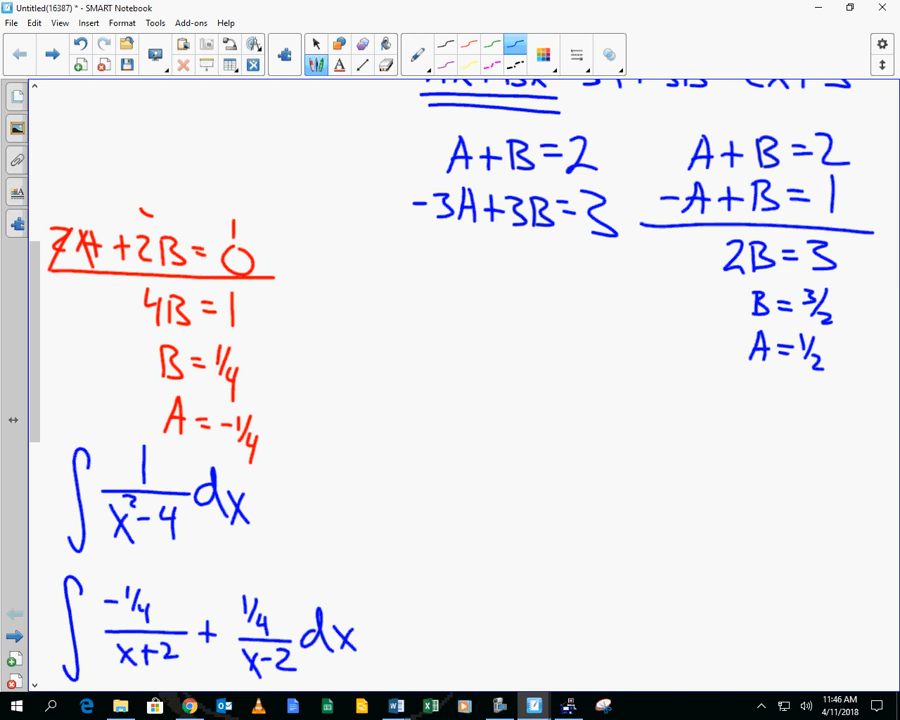 Untitled(16387) * - SMART Notebook
File Edit View Insert Format Tools Add-ons Help
A+B=2
-3A+3B=3
A+B=2
-A+B=1
2B=3
B=3/2
A=1/2
+2B=
4B=1
B=1/4
A=-1/4
∫ 1/(x²-4) dx
∫ (-1/4)/(x+2) + (1/4)/(x-2) dx
11:46 AM
4/11/2018